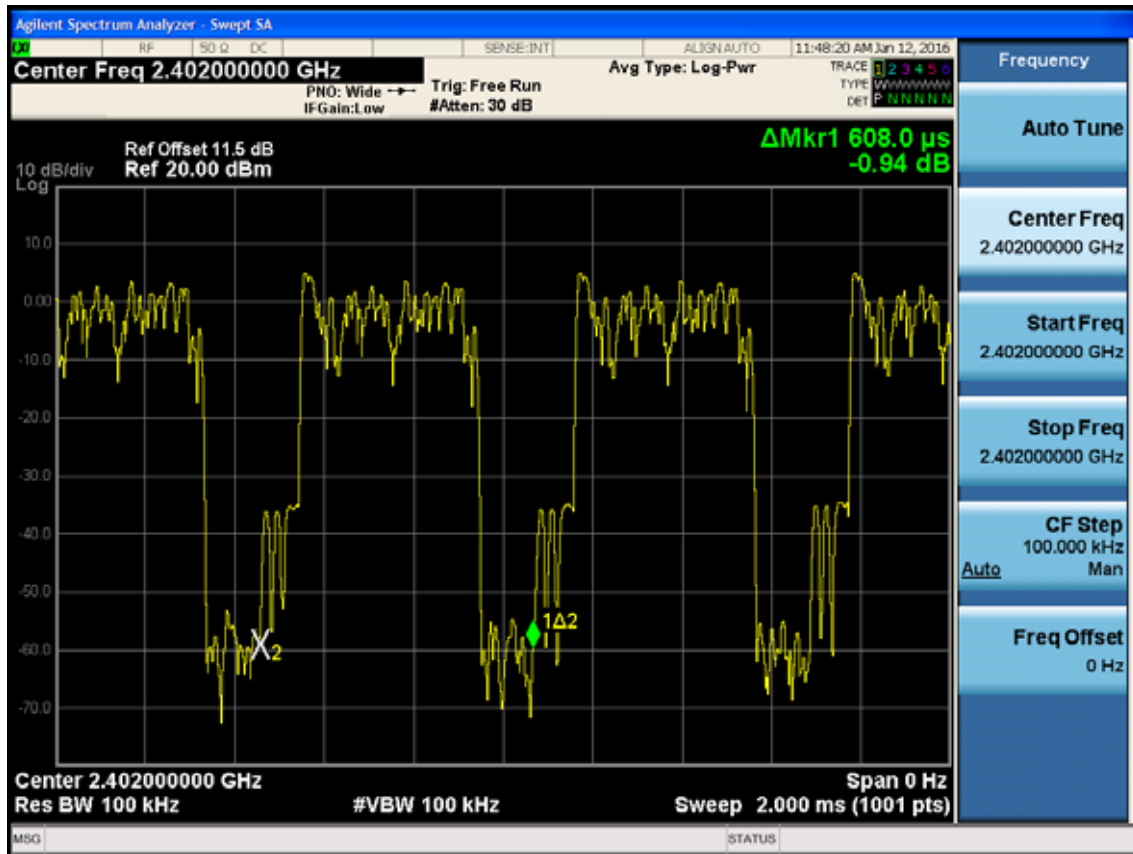 Agilent Spectrum Analyzer - Swept SA
RF 50 Ω DC SENSE:INT ALIGN AUTO 11:48:20 AM Jan 12, 2016
Center Freq 2.402000000 GHz
PNO: Wide
IFGain:Low
Trig: Free Run
#Atten: 30 dB
Avg Type: Log-Pwr
TRACE 1 2 3 4 5 6
TYPE W
DET P N N N N N
ΔMkr1 608.0 µs
-0.94 dB
Ref Offset 11.5 dB
10 dB/div Ref 20.00 dBm
Log
10.0
0.00
-10.0
-20.0
-30.0
-40.0
-50.0
-60.0
-70.0
X2
1Δ2
Center 2.402000000 GHz Span 0 Hz
Res BW 100 kHz #VBW 100 kHz Sweep 2.000 ms (1001 pts)
MSG STATUS
Frequency
Auto Tune
Center Freq
2.402000000 GHz
Start Freq
2.402000000 GHz
Stop Freq
2.402000000 GHz
CF Step
100.000 kHz
Auto Man
Freq Offset
0 Hz